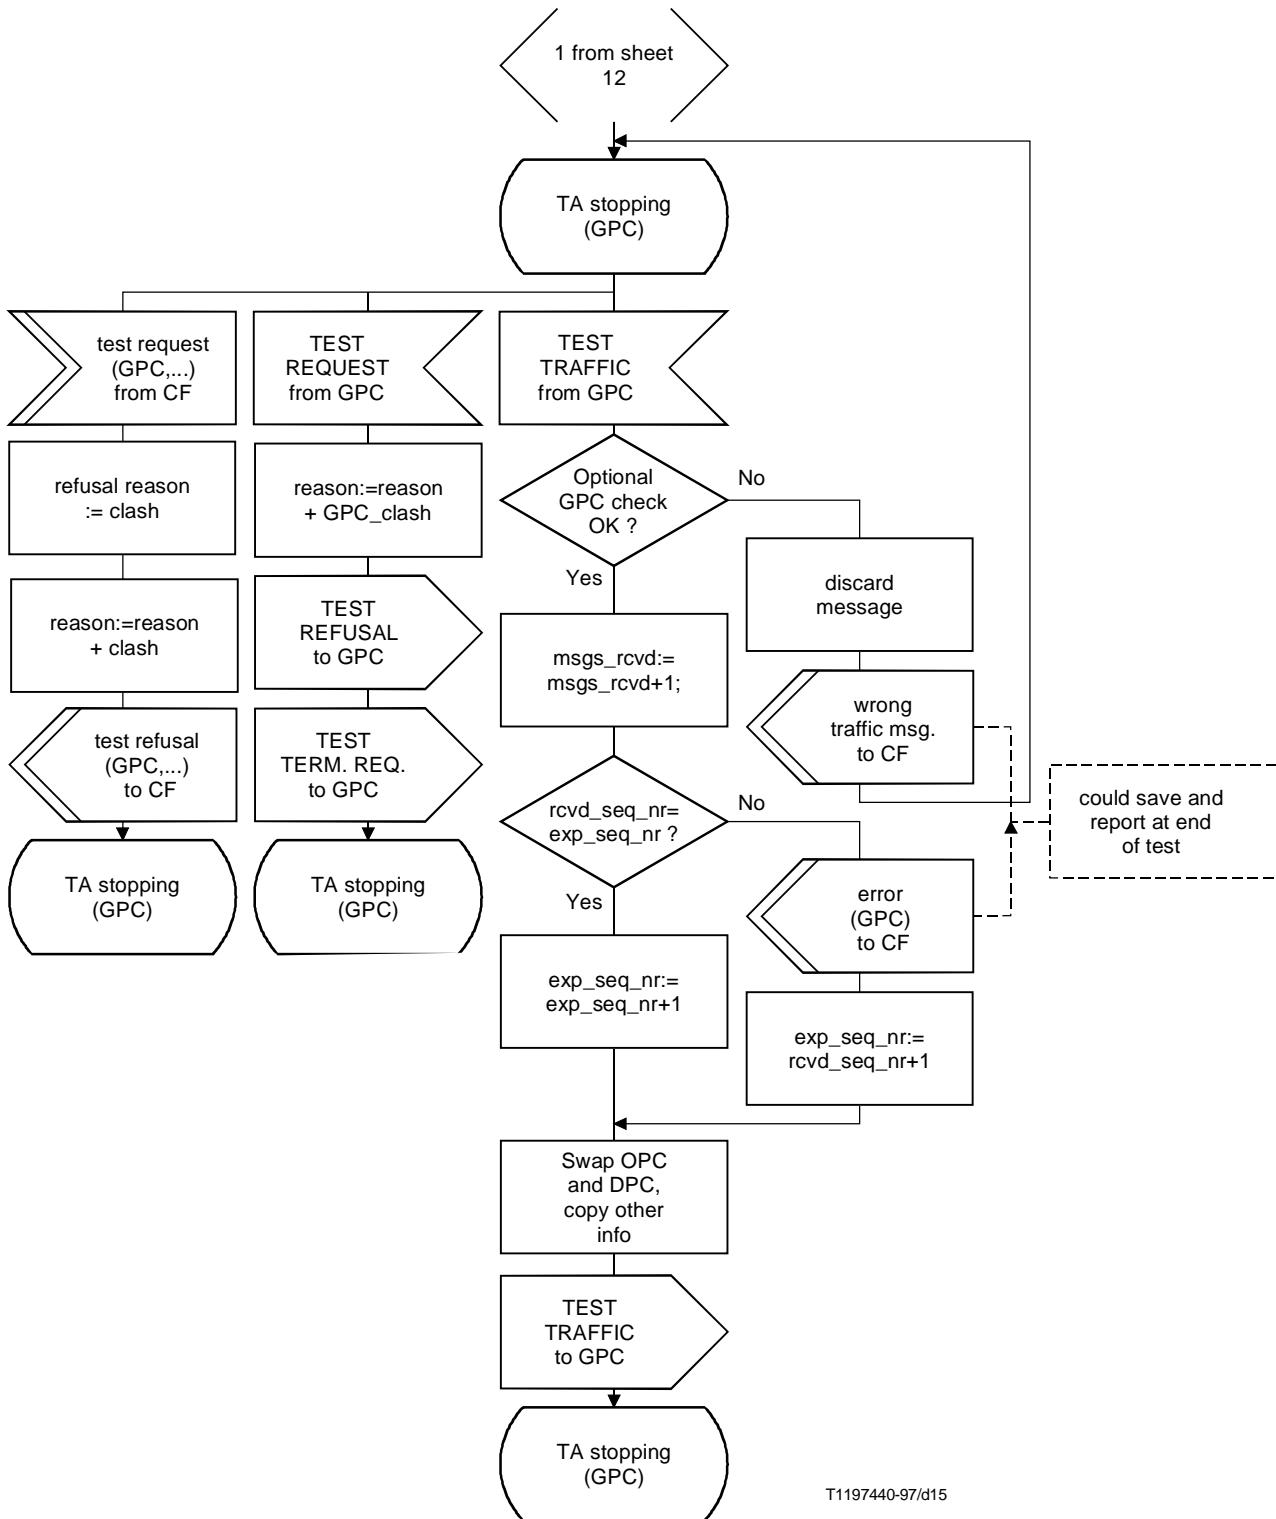 1 from sheet
12
TA stopping
(GPC)
test request
(GPC,...)
from CF
TEST
REQUEST
from GPC
TEST
TRAFFIC
from GPC
refusal reason
:= clash
reason:=reason
+ GPC_clash
Optional
GPC check
OK ?
No
Yes
discard
message
reason:=reason
+ clash
TEST
REFUSAL
to GPC
msgs_rcvd:=
msgs_rcvd+1;
wrong
traffic msg.
to CF
test refusal
(GPC,...)
to CF
TEST
TERM. REQ.
to GPC
rcvd_seq_nr=
exp_seq_nr ?
No
Yes
could save and
report at end
of test
TA stopping
(GPC)
TA stopping
(GPC)
error
(GPC)
to CF
exp_seq_nr:=
exp_seq_nr+1
exp_seq_nr:=
rcvd_seq_nr+1
Swap OPC
and DPC,
copy other
info
TEST
TRAFFIC
to GPC
TA stopping
(GPC)
T1197440-97/d15